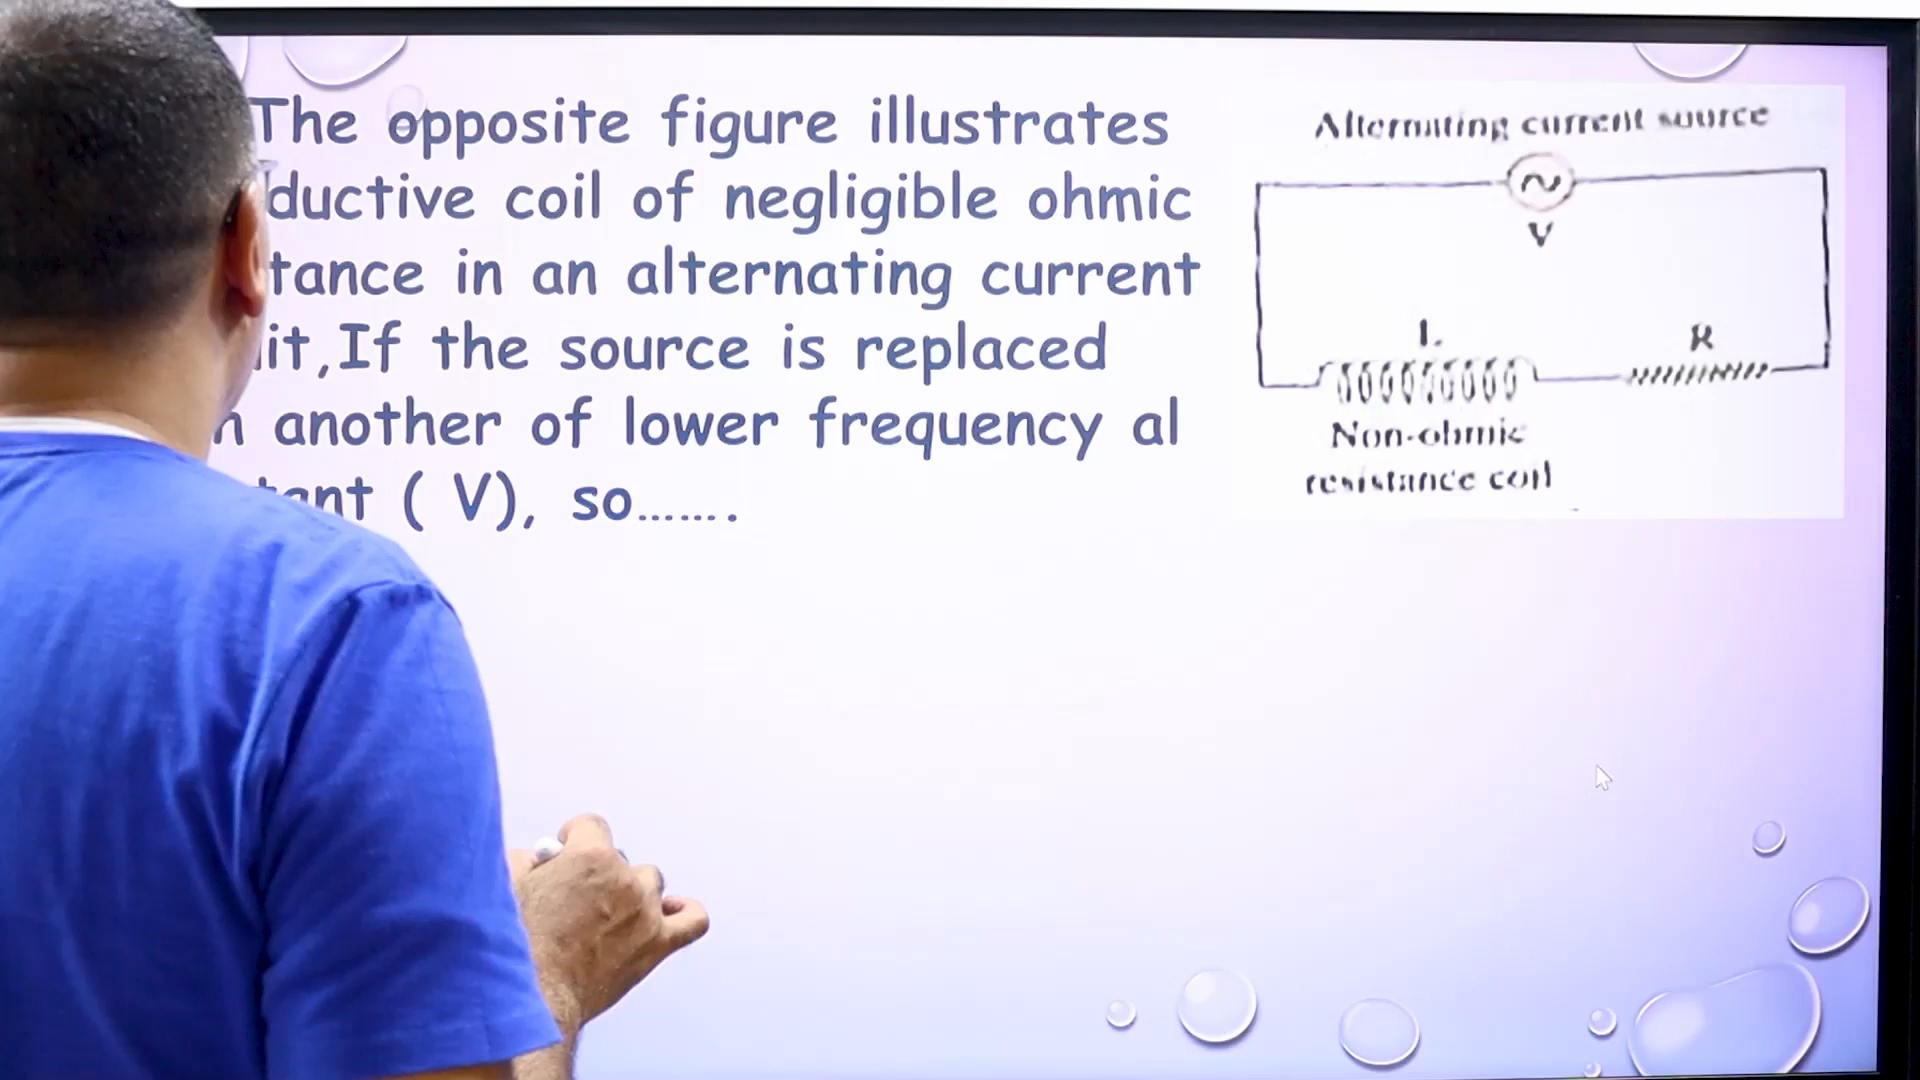 The opposite figure illustrates
ductive coil of negligible ohmic
tance in an alternating current
it,If the source is replaced
another of lower frequency al
tant ( V), so.......
Alternating current source
V
L
R
Non-ohmic
resistance coil